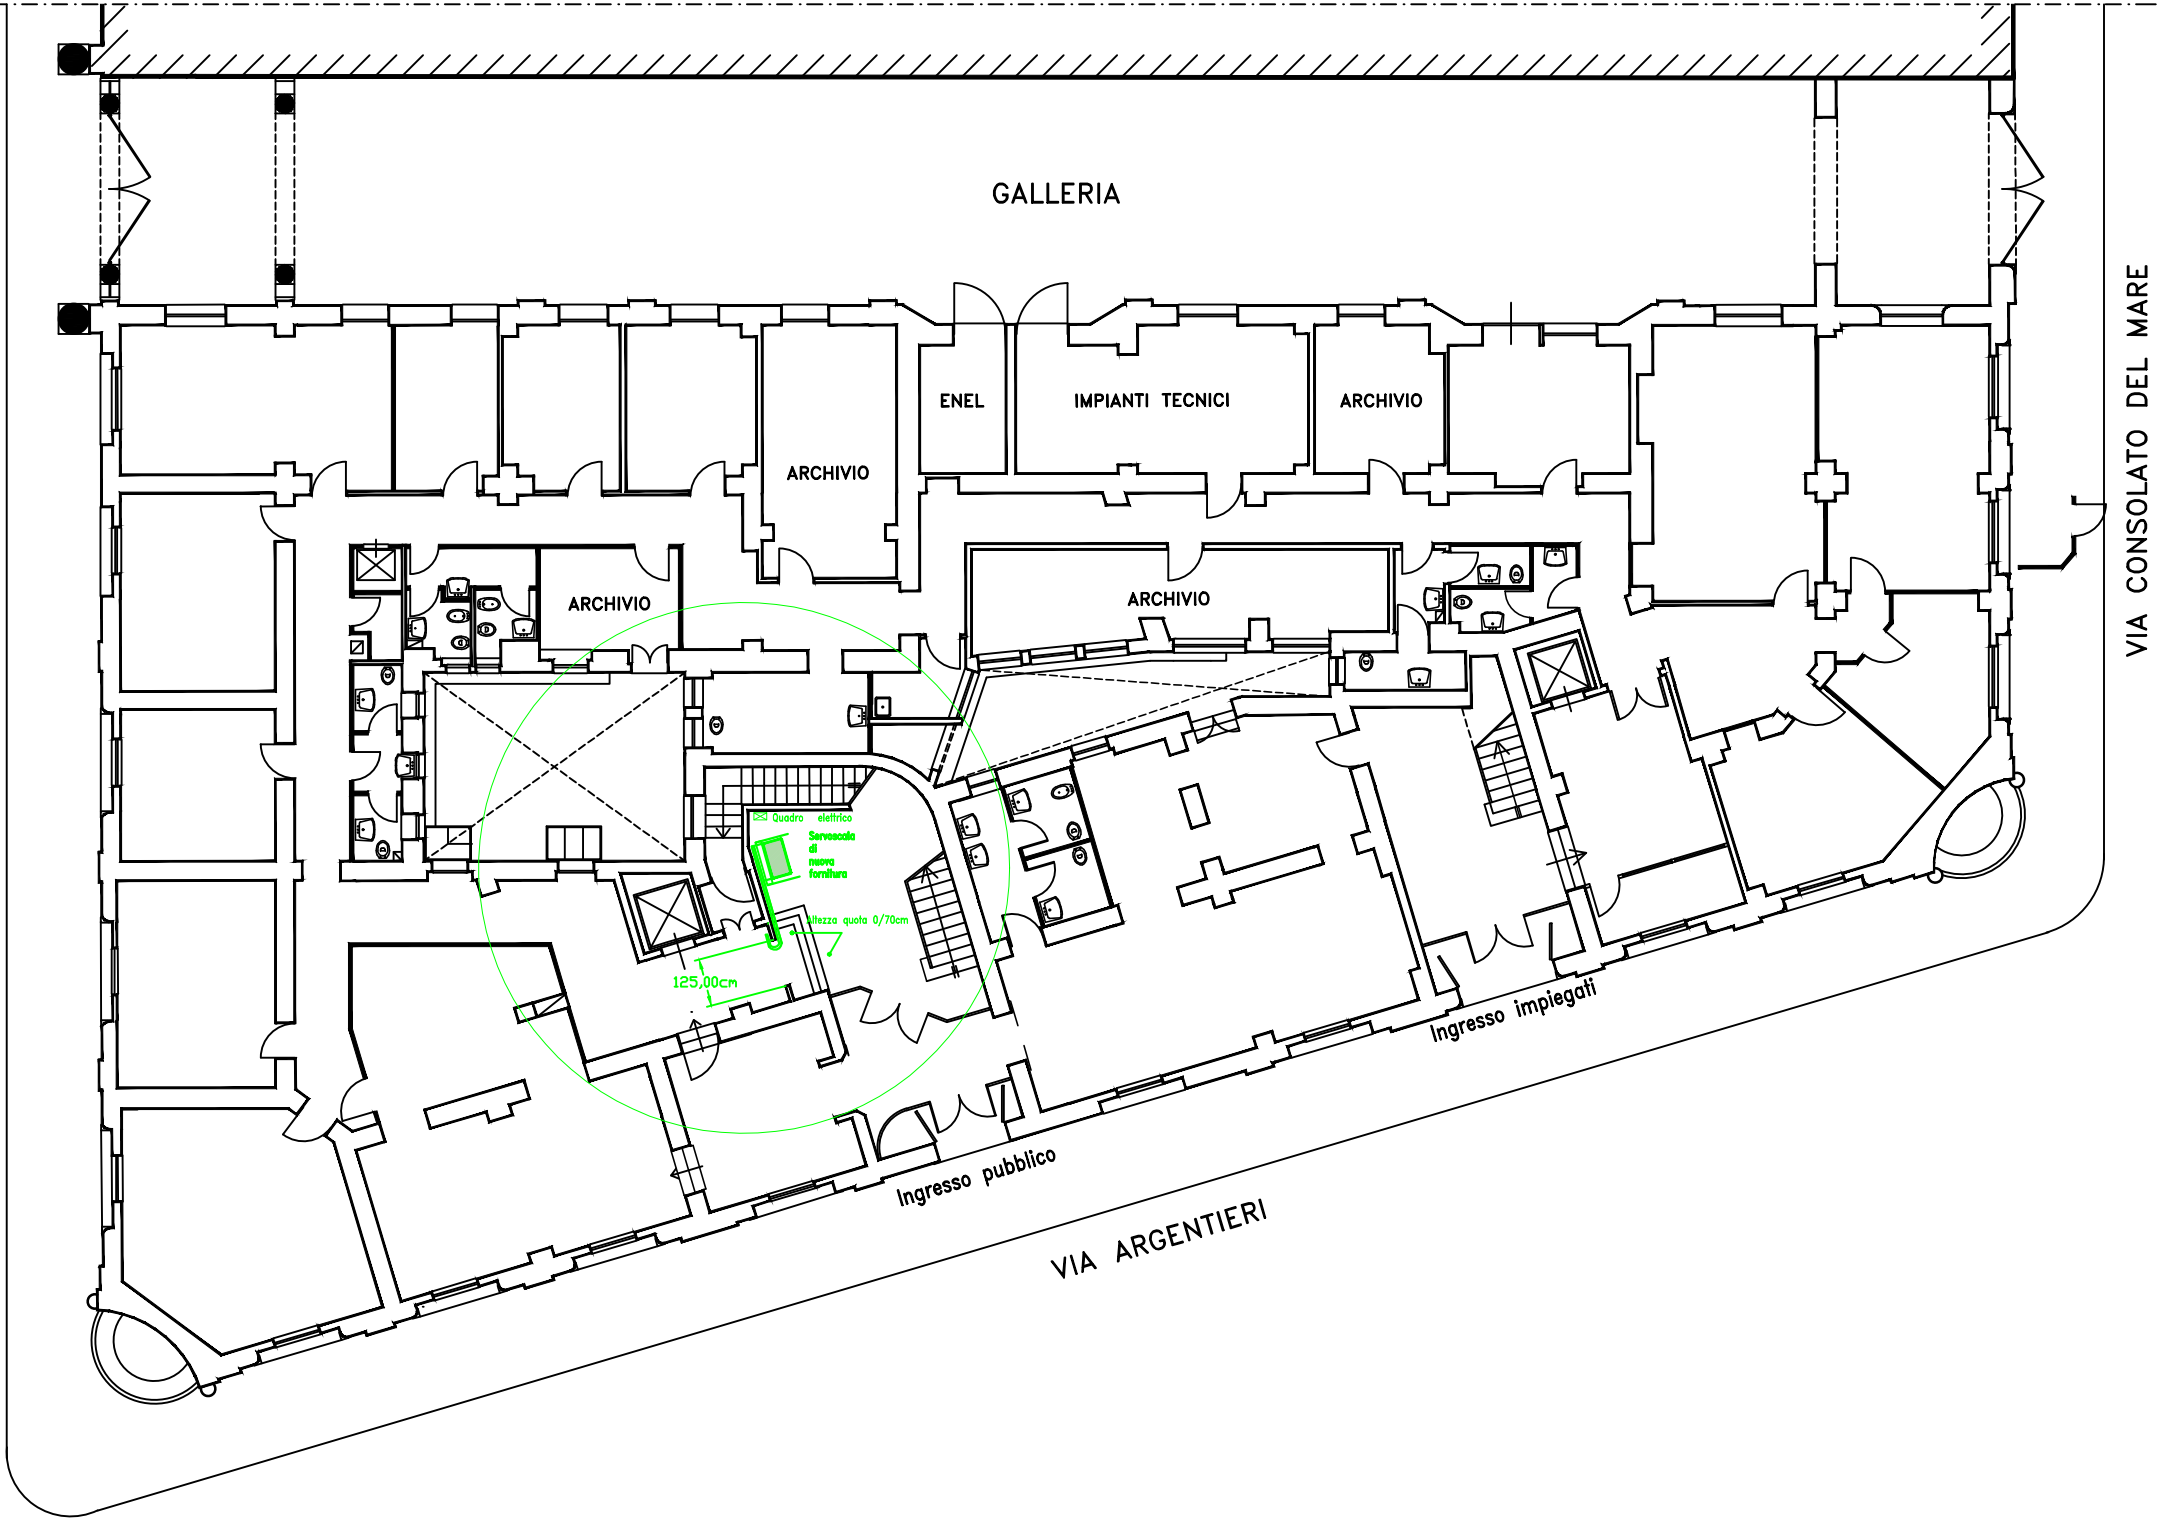 GALLERIA
VIA CONSOLATO DEL MARE
ENEL
IMPIANTI TECNICI
ARCHIVIO
ARCHIVIO
ARCHIVIO
ARCHIVIO
Quadro elettrico
Servoscala
di
nuova
fornitura
Altezza quota 0/70cm
125,00cm
Ingresso impiegati
Ingresso pubblico
VIA ARGENTIERI